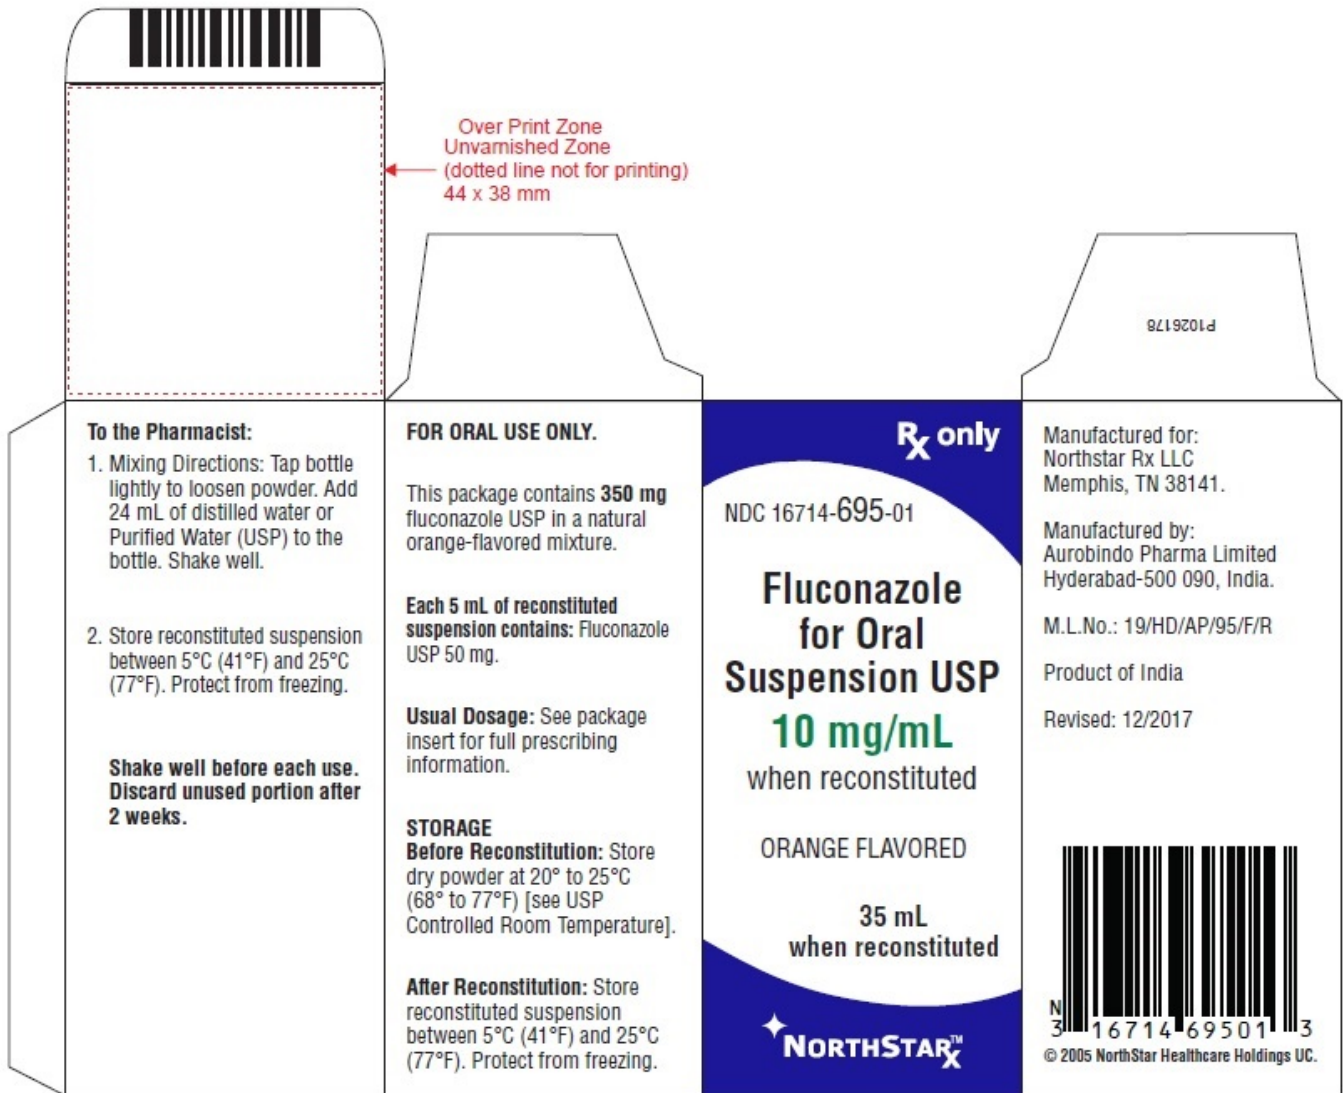 Over Print Zone
Unvarnished Zone
(dotted line not for printing)
44 x 38 mm
P1026178
To the Pharmacist:
1. Mixing Directions: Tap bottle
lightly to loosen powder. Add
24 mL of distilled water or
Purified Water (USP) to the
bottle. Shake well.
2. Store reconstituted suspension
between 5°C (41°F) and 25°C
(77°F). Protect from freezing.
Shake well before each use.
Discard unused portion after
2 weeks.
FOR ORAL USE ONLY.
This package contains 350 mg
fluconazole USP in a natural
orange-flavored mixture.
Each 5 mL of reconstituted
suspension contains: Fluconazole
USP 50 mg.
Usual Dosage: See package
insert for full prescribing
information.
STORAGE
Before Reconstitution: Store
dry powder at 20° to 25°C
(68° to 77°F) [see USP
Controlled Room Temperature].
After Reconstitution: Store
reconstituted suspension
between 5°C (41°F) and 25°C
(77°F). Protect from freezing.
Rx only
NDC 16714-695-01
Fluconazole
for Oral
Suspension USP
10 mg/mL
when reconstituted
ORANGE FLAVORED
35 mL
when reconstituted
NORTHSTARx™
Manufactured for:
Northstar Rx LLC
Memphis, TN 38141.
Manufactured by:
Aurobindo Pharma Limited
Hyderabad-500 090, India.
M.L.No.: 19/HD/AP/95/F/R
Product of India
Revised: 12/2017
N
3 16714 69501 3
© 2005 NorthStar Healthcare Holdings UC.